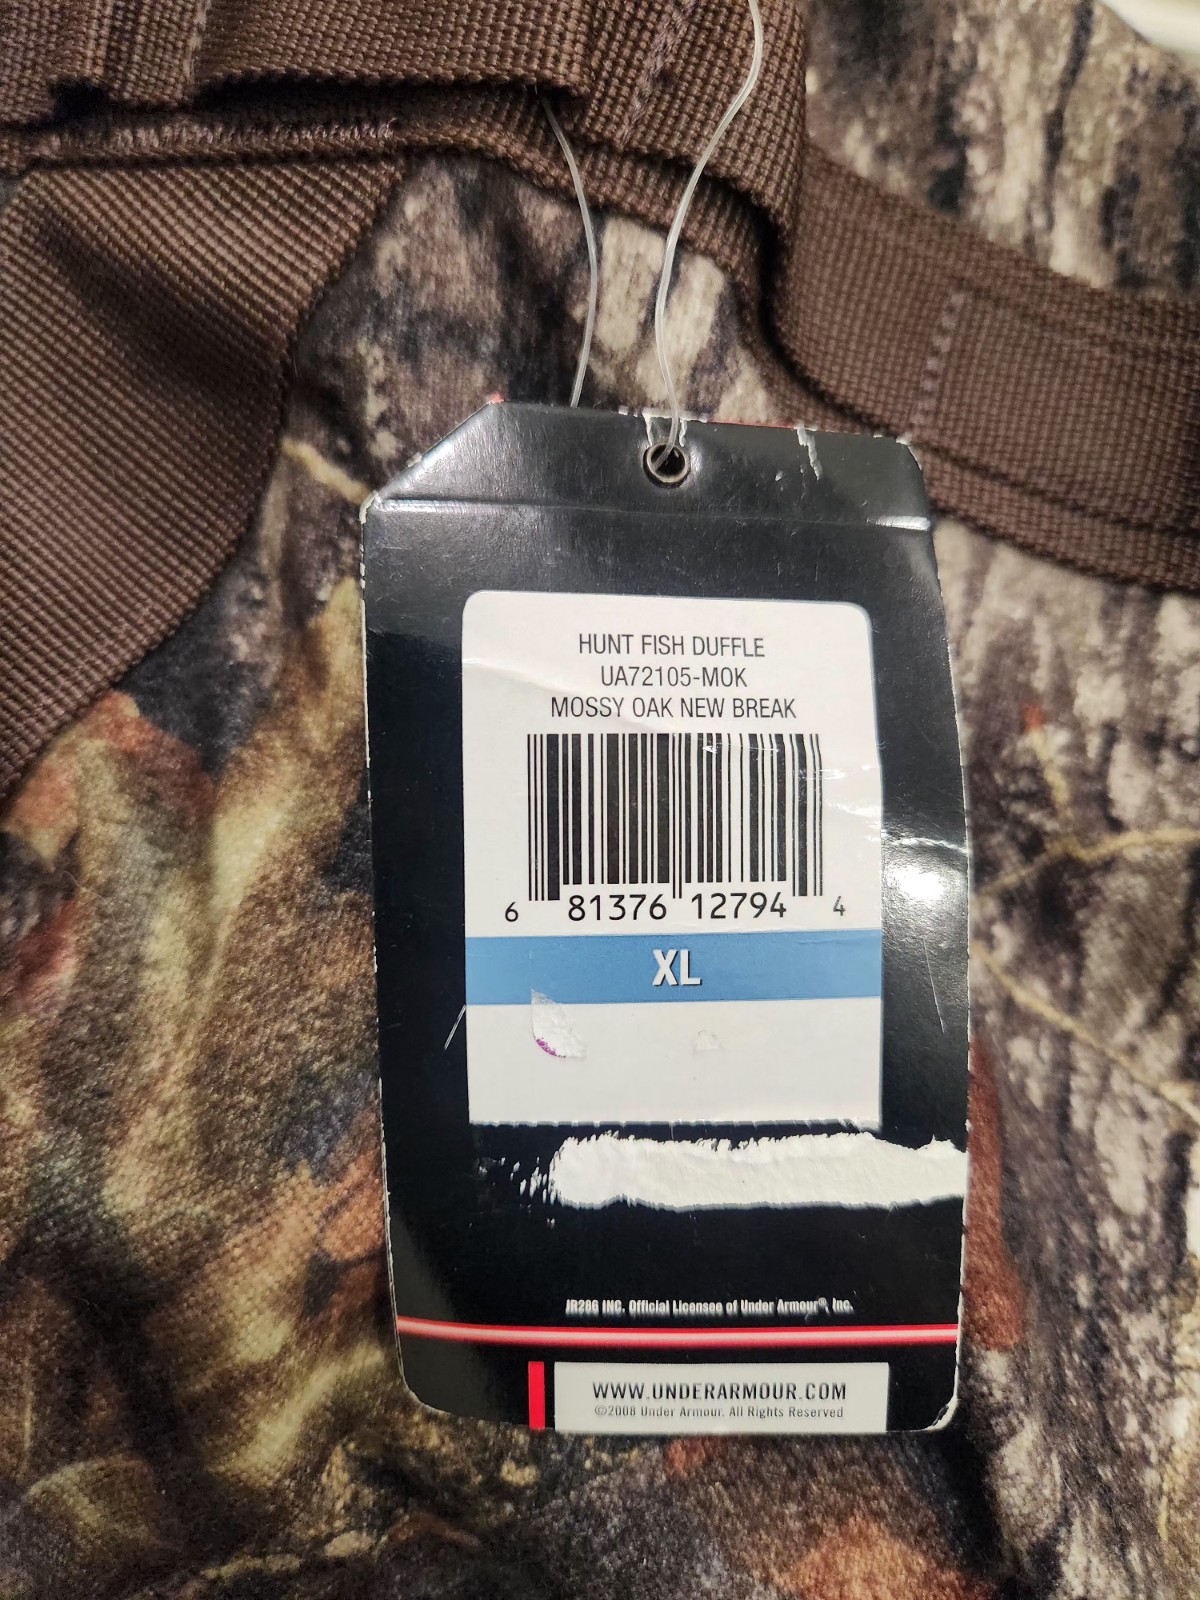 HUNT FISH DUFFLE
UA72105-MOK
MOSSY OAK NEW BREAK
6 81376 12794 4
XL
JR286 INC. Official Licensee of Under Armour®, Inc.
WWW.UNDERARMOUR.COM
©2008 Under Armour. All Rights Reserved